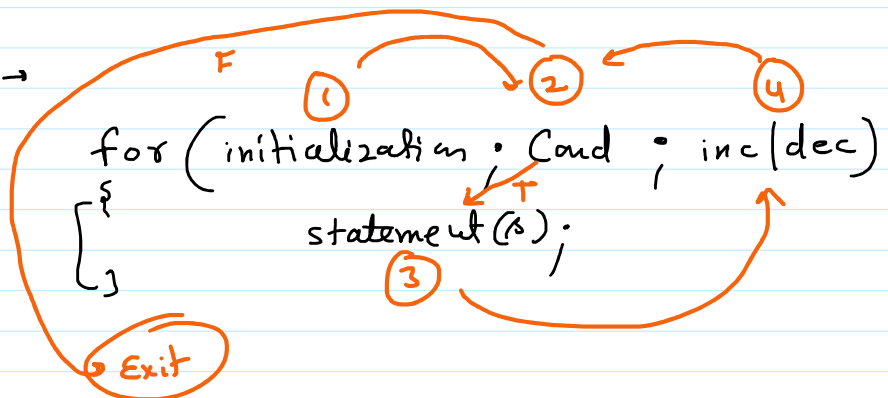 F
→ ① ② ④
for (initialization ; Cond ; inc/dec)
{ T
statement(s);
} ③
Exit